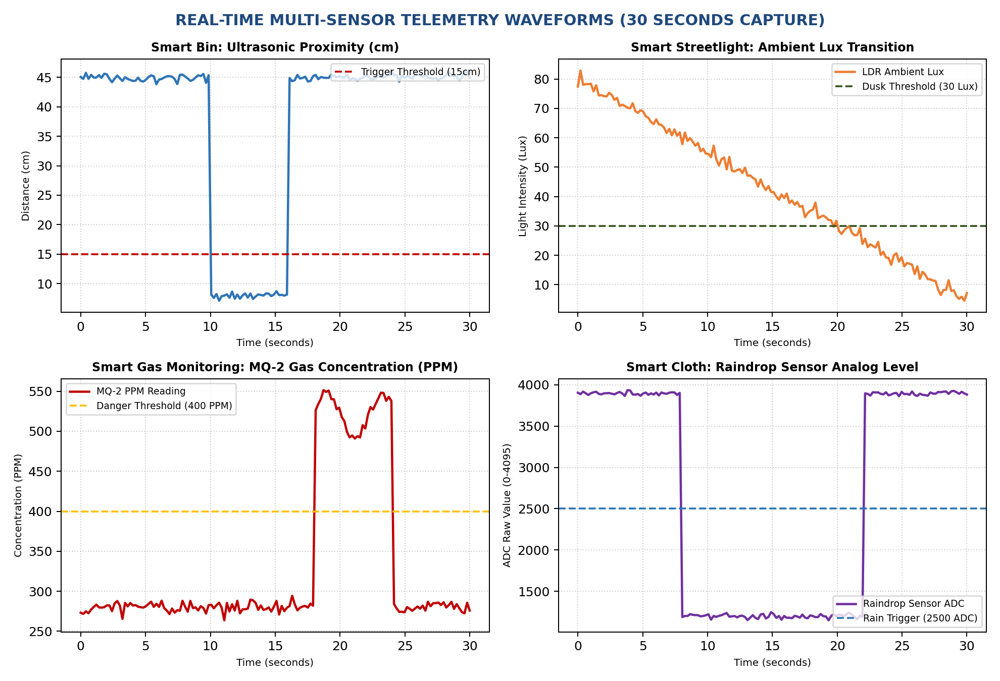 REAL-TIME MULTI-SENSOR TELEMETRY WAVEFORMS (30 SECONDS CAPTURE)
Smart Bin: Ultrasonic Proximity (cm)
Trigger Threshold (15cm)
Distance (cm)
45
40
35
30
25
20
15
10
0 5 10 15 20 25 30
Time (seconds)
Smart Streetlight: Ambient Lux Transition
LDR Ambient Lux
Dusk Threshold (30 Lux)
Light Intensity (Lux)
80
70
60
50
40
30
20
10
0 5 10 15 20 25 30
Time (seconds)
Smart Gas Monitoring: MQ-2 Gas Concentration (PPM)
MQ-2 PPM Reading
Danger Threshold (400 PPM)
Concentration (PPM)
550
500
450
400
350
300
250
0 5 10 15 20 25 30
Time (seconds)
Smart Cloth: Raindrop Sensor Analog Level
Raindrop Sensor ADC
Rain Trigger (2500 ADC)
ADC Raw Value (0-4095)
4000
3500
3000
2500
2000
1500
0 5 10 15 20 25 30
Time (seconds)